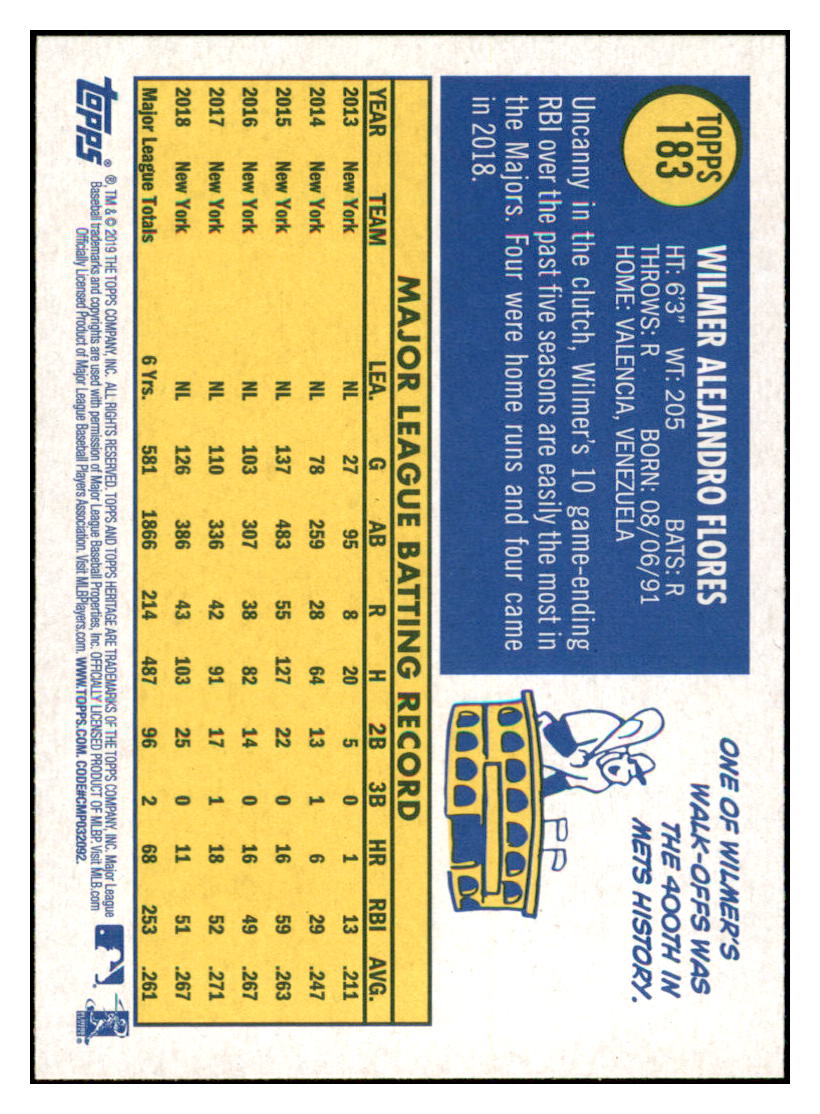 TOPPS
183
WILMER ALEJANDRO FLORES
HT: 6'3" WT: 205 BATS: R
THROWS: R BORN: 08/06/91
HOME: VALENCIA, VENEZUELA
Uncanny in the clutch, Wilmer's 10 game-ending
RBI over the past five seasons are easily the most in
the Majors. Four were home runs and four came
in 2018.
ONE OF WILMER'S
WALK-OFFS WAS
THE 400TH IN
METS HISTORY.
MAJOR LEAGUE BATTING RECORD
YEAR TEAM LEA. G AB R H 2B 3B HR RBI AVG.
2013 New York NL 27 95 8 20 5 0 1 13 .211
2014 New York NL 78 259 28 64 13 1 6 29 .247
2015 New York NL 137 483 55 127 22 0 16 59 .263
2016 New York NL 103 307 38 82 14 0 16 49 .267
2017 New York NL 110 336 42 91 17 1 18 52 .271
2018 New York NL 126 386 43 103 25 0 11 51 .267
Major League Totals 6 Yrs. 581 1866 214 487 96 2 68 253 .261
topps®
®, TM & © 2019 THE TOPPS COMPANY, INC. ALL RIGHTS RESERVED. TOPPS AND TOPPS HERITAGE ARE TRADEMARKS OF THE TOPPS COMPANY, INC. Major League
Baseball trademarks and copyrights are used with permission of Major League Baseball Properties, Inc. OFFICIALLY LICENSED PRODUCT OF MLBP. Visit MLB.com
Officially Licensed Product of Major League Baseball Players Association. Visit MLBPlayers.com. WWW.TOPPS.COM. CODE#CMP032092.